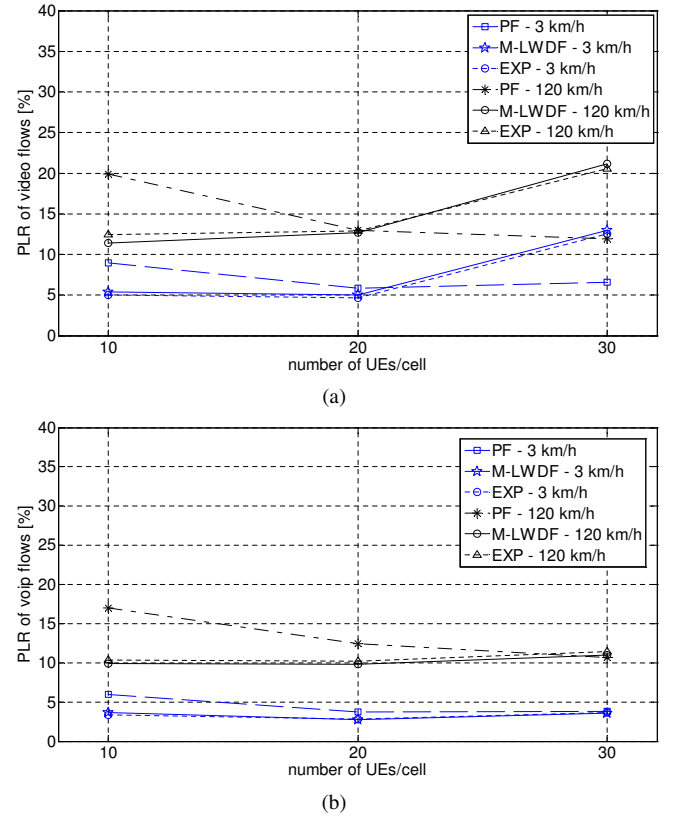 40
35
30
25
20
15
10
5
0
PLR of video flows [%]
PF - 3 km/h
M-LWDF - 3 km/h
EXP - 3 km/h
PF - 120 km/h
M-LWDF - 120 km/h
EXP - 120 km/h
10 20 30
number of UEs/cell
(a)
40
35
30
25
20
15
10
5
0
PLR of voip flows [%]
PF - 3 km/h
M-LWDF - 3 km/h
EXP - 3 km/h
PF - 120 km/h
M-LWDF - 120 km/h
EXP - 120 km/h
10 20 30
number of UEs/cell
(b)